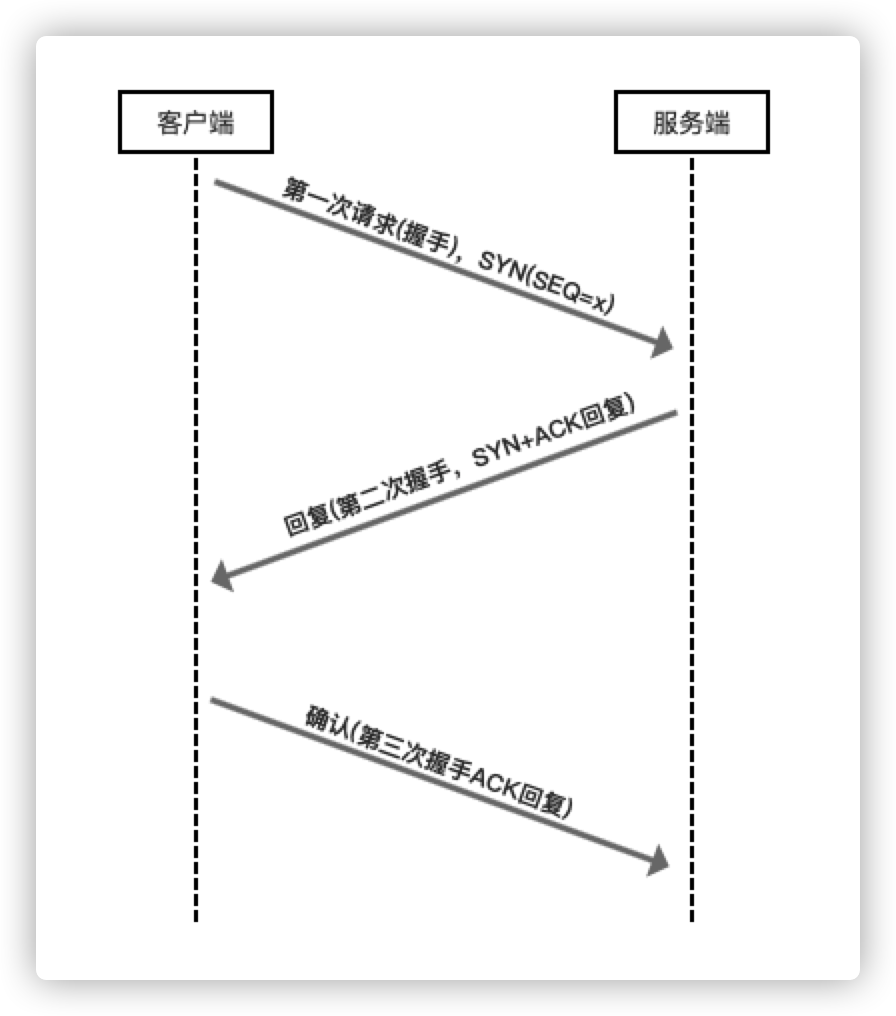 客户端
服务端
第一次请求(握手)，SYN(SEQ=x)
回复(第二次握手，SYN+ACK回复)
确认(第三次握手ACK回复)